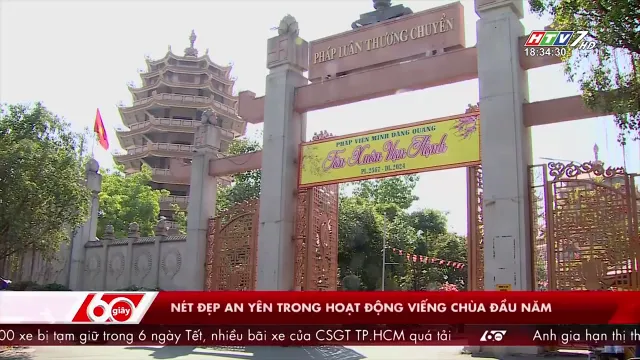 PHÁP LUÂN THƯỜNG CHUYỂN
HTV7 HD
18:34:30
PHÁP VIỆN MINH ĐĂNG QUANG
Tân Xuân Vạn Hạnh
PL.2567 - DL.2024
60 giây
NÉT ĐẸP AN YÊN TRONG HOẠT ĐỘNG VIẾNG CHÙA ĐẦU NĂM
00 xe bị tạm giữ trong 6 ngày Tết, nhiều bãi xe của CSGT TP.HCM quá tải 60 Anh gia hạn thị th